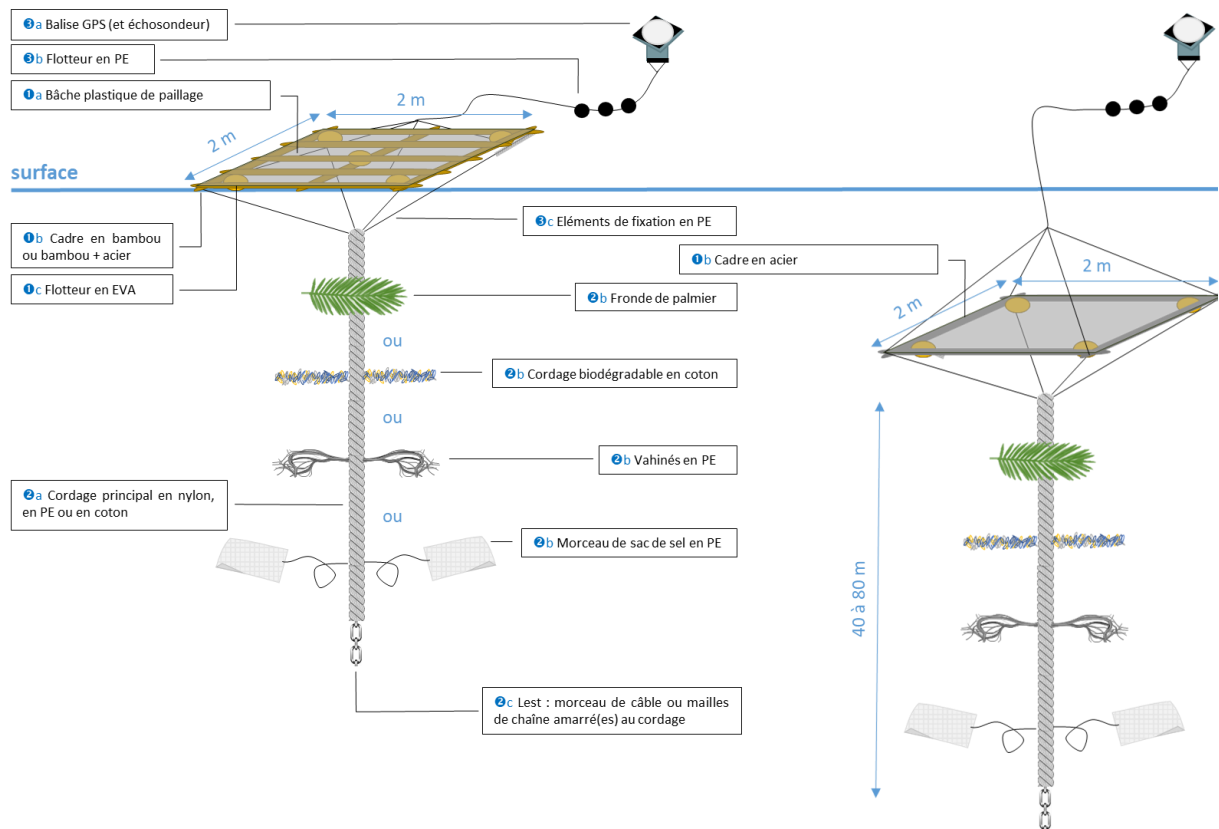 ❸a Balise GPS (et échosondeur)
❸b Flotteur en PE
❶a Bâche plastique de paillage
2 m
2 m
surface
❶b Cadre en bambou
ou bambou + acier
❶c Flotteur en EVA
❸c Eléments de fixation en PE
❶b Cadre en acier
2 m
2 m
❷b Fronde de palmier
ou
❷b Cordage biodégradable en coton
ou
❷b Vahinés en PE
❷a Cordage principal en nylon,
en PE ou en coton
ou
❷b Morceau de sac de sel en PE
40 à 80 m
❷c Lest : morceau de câble ou mailles
de chaîne amarré(es) au cordage